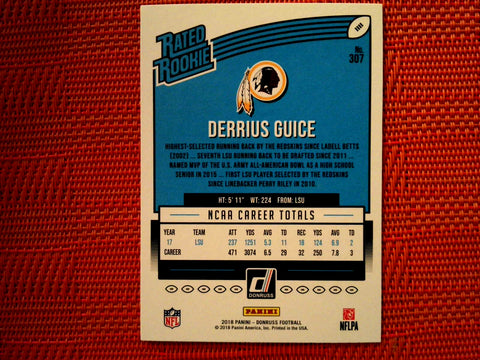 RATED
ROOKIE
No.
307
DERRIUS GUICE
HIGHEST-SELECTED RUNNING BACK BY THE REDSKINS SINCE LADELL BETTS
(2002) ... SEVENTH LSU RUNNING BACK TO BE DRAFTED SINCE 2011 ...
NAMED MVP OF THE U.S. ARMY ALL-AMERICAN BOWL AS A HIGH SCHOOL
SENIOR IN 2015 ... FIRST LSU PLAYER SELECTED BY THE REDSKINS
SINCE LINEBACKER PERRY RILEY IN 2010.
HT: 5' 11" WT: 224 FROM: LSU
NCAA CAREER TOTALS
YEAR TEAM ATT YDS AVG TD REC YDS AVG TD
17 LSU 237 1251 5.3 11 18 124 6.9 2
CAREER 471 3074 6.5 29 32 250 7.8 3
DONRUSS
NFL
PANINI
NFLPA
2018 PANINI - DONRUSS FOOTBALL
© 2018 Panini America, Inc. Printed in the USA.